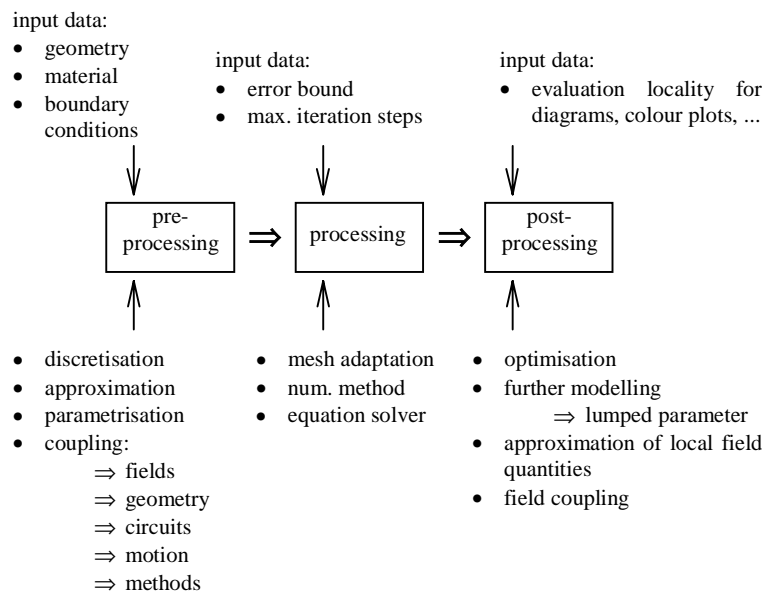 input data:
• geometry
• material
• boundary
conditions
input data:
• error bound
• max. iteration steps
input data:
• evaluation locality for
diagrams, colour plots, ...
pre-
processing
⇒
processing
⇒
post-
processing
• discretisation
• approximation
• parametrisation
• coupling:
⇒ fields
⇒ geometry
⇒ circuits
⇒ motion
⇒ methods
• mesh adaptation
• num. method
• equation solver
• optimisation
• further modelling
⇒ lumped parameter
• approximation of local field
quantities
• field coupling